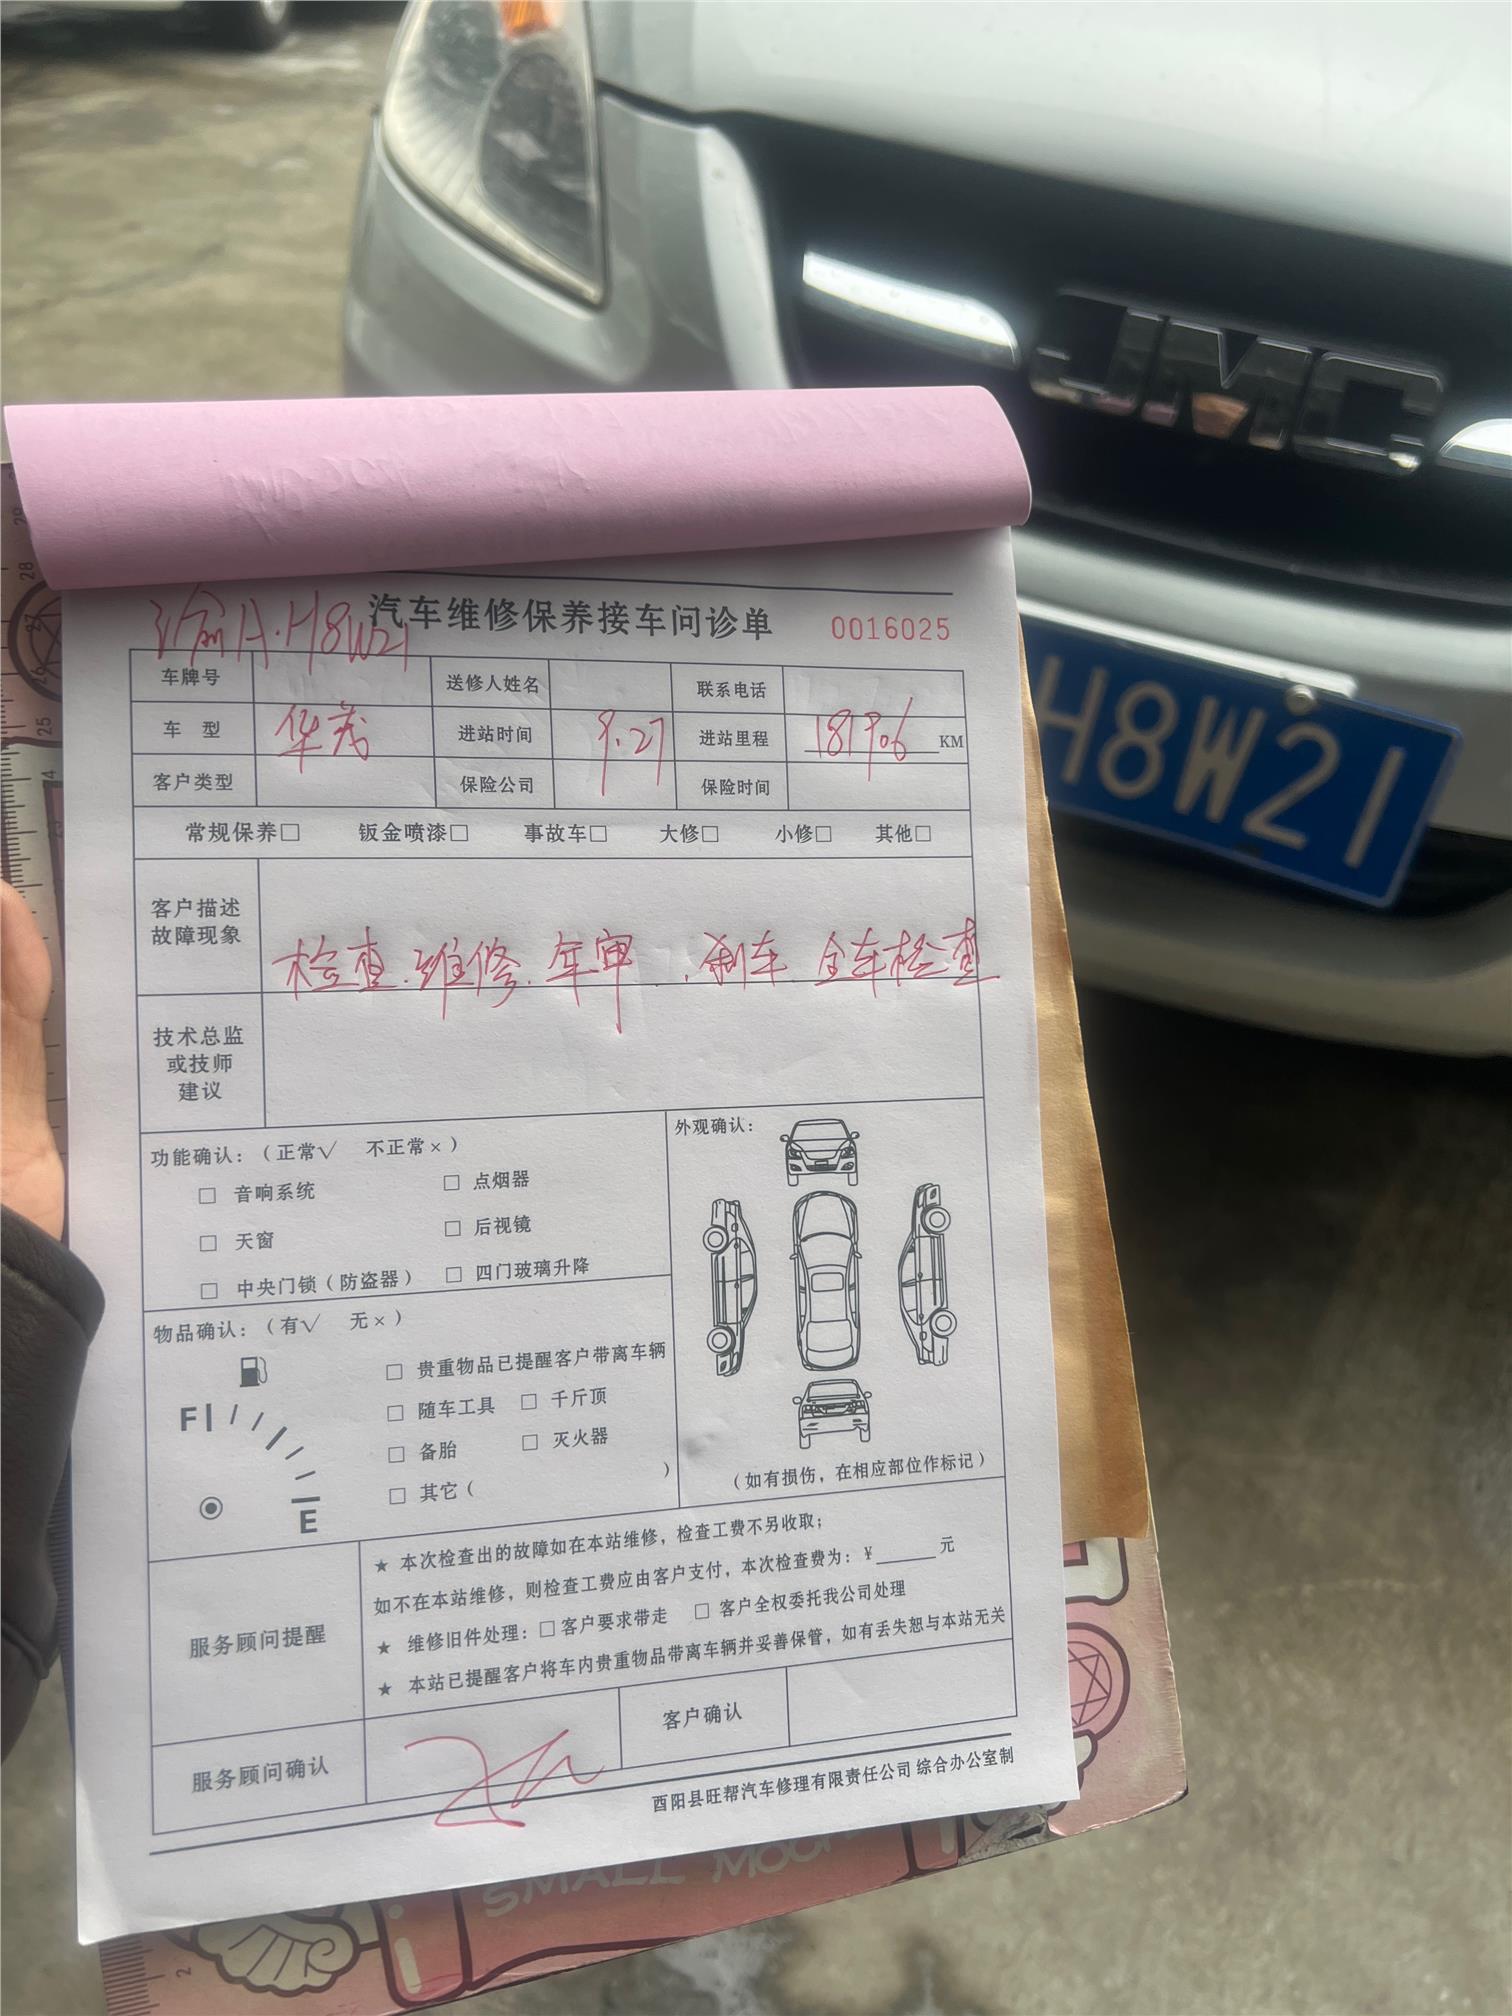 JMC
H8W21
渝A·H8W21
汽车维修保养接车问诊单 0016025
车牌号 送修人姓名 联系电话
车 型 华茂 进站时间 9.27 进站里程 181906 KM
客户类型 保险公司 保险时间
常规保养□ 钣金喷漆□ 事故车□ 大修□ 小修□ 其他□
客户描述
故障现象
检查.维修.年审..刹车.全车检查
技术总监
或技师
建议
功能确认：（正常√ 不正常×）
□ 音响系统 □ 点烟器
□ 天窗 □ 后视镜
□ 中央门锁（防盗器） □ 四门玻璃升降
外观确认：
（如有损伤，在相应部位作标记）
物品确认：（有√ 无×）
F
E
□ 贵重物品已提醒客户带离车辆
□ 随车工具 □ 千斤顶
□ 备胎 □ 灭火器
□ 其它（ ）
服务顾问提醒
★ 本次检查出的故障如在本站维修，检查工费不另收取；
如不在本站维修，则检查工费应由客户支付，本次检查费为：¥______元
★ 维修旧件处理：□客户要求带走 □ 客户全权委托我公司处理
★ 本站已提醒客户将车内贵重物品带离车辆并妥善保管，如有丢失恕与本站无关
服务顾问确认 客户确认
酉阳县旺帮汽车修理有限责任公司 综合办公室制
SMALL MOON